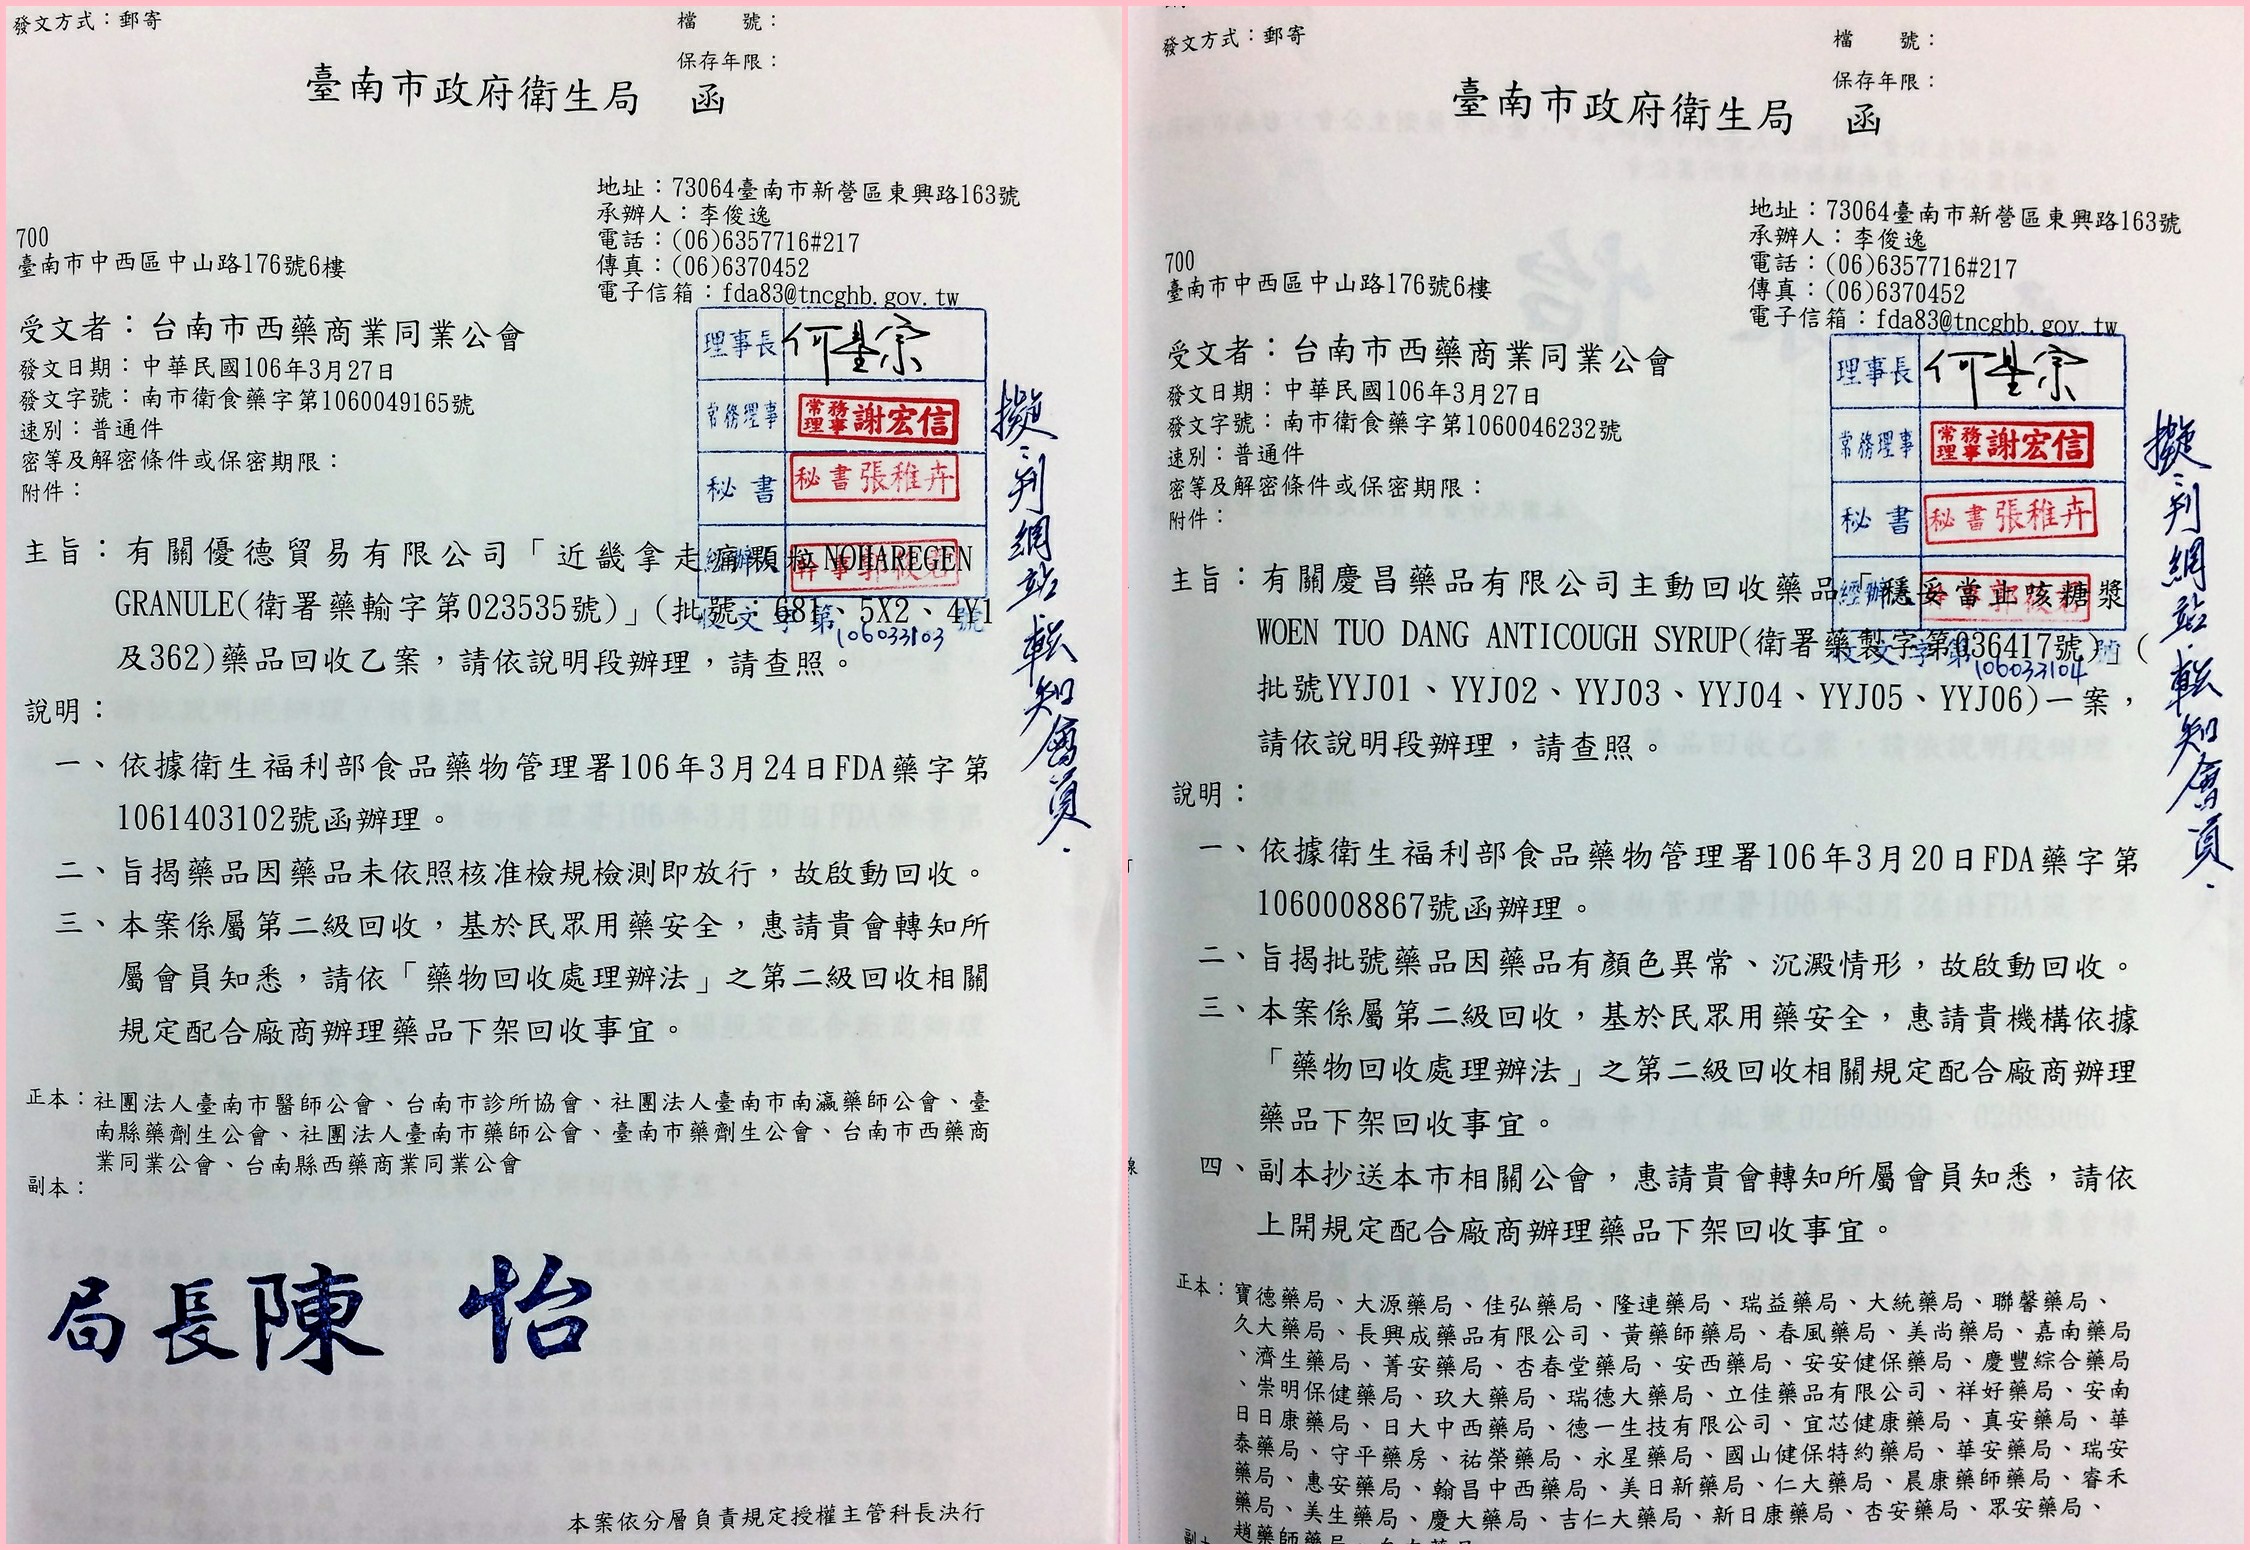 發文方式：郵寄
檔　　號：
保存年限：
臺南市政府衛生局　函
地址：73064臺南市新營區東興路163號
承辦人：李俊逸
電話：(06)6357716#217
傳真：(06)6370452
電子信箱：fda83@tncghb.gov.tw
700
臺南市中西區中山路176號6樓
受文者：台南市西藥商業同業公會
發文日期：中華民國106年3月27日
發文字號：南市衛食藥字第1060049165號
速別：普通件
密等及解密條件或保密期限：
附件：
理事長
常務理事 常務理事謝宏信
秘書 秘書張稚卉
經辦
收文字第106033103號
擬：刊網站．轉知會員．
主旨：有關優德貿易有限公司「近畿拿走痛顆粒NOHAREGEN
GRANULE(衛署藥輸字第023535號)」(批號：681、5X2、4Y1
及362)藥品回收乙案，請依說明段辦理，請查照。
說明：
一、依據衛生福利部食品藥物管理署106年3月24日FDA藥字第
1061403102號函辦理。
二、旨揭藥品因藥品未依照核准檢規檢測即放行，故啟動回收。
三、本案係屬第二級回收，基於民眾用藥安全，惠請貴會轉知所
屬會員知悉，請依「藥物回收處理辦法」之第二級回收相關
規定配合廠商辦理藥品下架回收事宜。
正本：社團法人臺南市醫師公會、台南市診所協會、社團法人臺南市南瀛藥師公會、臺
南縣藥劑生公會、社團法人臺南市藥師公會、臺南市藥劑生公會、台南市西藥商
業同業公會、台南縣西藥商業同業公會
副本：
局長陳　怡
本案依分層負責規定授權主管科長決行
發文方式：郵寄
檔　　號：
保存年限：
臺南市政府衛生局　函
地址：73064臺南市新營區東興路163號
承辦人：李俊逸
電話：(06)6357716#217
傳真：(06)6370452
電子信箱：fda83@tncghb.gov.tw
700
臺南市中西區中山路176號6樓
受文者：台南市西藥商業同業公會
發文日期：中華民國106年3月27日
發文字號：南市衛食藥字第1060046232號
速別：普通件
密等及解密條件或保密期限：
附件：
理事長
常務理事 常務理事謝宏信
秘書 秘書張稚卉
經辦
收文字第106033104號
擬：刊網站．轉知會員．
主旨：有關慶昌藥品有限公司主動回收藥品「穩妥當止咳糖漿
WOEN TUO DANG ANTICOUGH SYRUP(衛署藥製字第036417號)」(
批號YYJ01、YYJ02、YYJ03、YYJ04、YYJ05、YYJ06)一案，
請依說明段辦理，請查照。
說明：
一、依據衛生福利部食品藥物管理署106年3月20日FDA藥字第
1060008867號函辦理。
二、旨揭批號藥品因藥品有顏色異常、沉澱情形，故啟動回收。
三、本案係屬第二級回收，基於民眾用藥安全，惠請貴機構依據
「藥物回收處理辦法」之第二級回收相關規定配合廠商辦理
藥品下架回收事宜。
四、副本抄送本市相關公會，惠請貴會轉知所屬會員知悉，請依
上開規定配合廠商辦理藥品下架回收事宜。
正本：寶德藥局、大源藥局、佳弘藥局、隆連藥局、瑞益藥局、大統藥局、聯馨藥局、
久大藥局、長興成藥品有限公司、黃藥師藥局、春風藥局、美尚藥局、嘉南藥局
、濟生藥局、菁安藥局、杏春堂藥局、安西藥局、安安健保藥局、慶豐綜合藥局
、崇明保健藥局、玖大藥局、瑞德大藥局、立佳藥品有限公司、祥好藥局、安南
日日康藥局、日大中西藥局、德一生技有限公司、宜芯健康藥局、真安藥局、華
泰藥局、守平藥房、祐榮藥局、永星藥局、國山健保特約藥局、華安藥局、瑞安
藥局、惠安藥局、翰昌中西藥局、美日新藥局、仁大藥局、晨康藥師藥局、睿禾
藥局、美生藥局、慶大藥局、吉仁大藥局、新日康藥局、杏安藥局、眾安藥局、
趙藥師藥局、